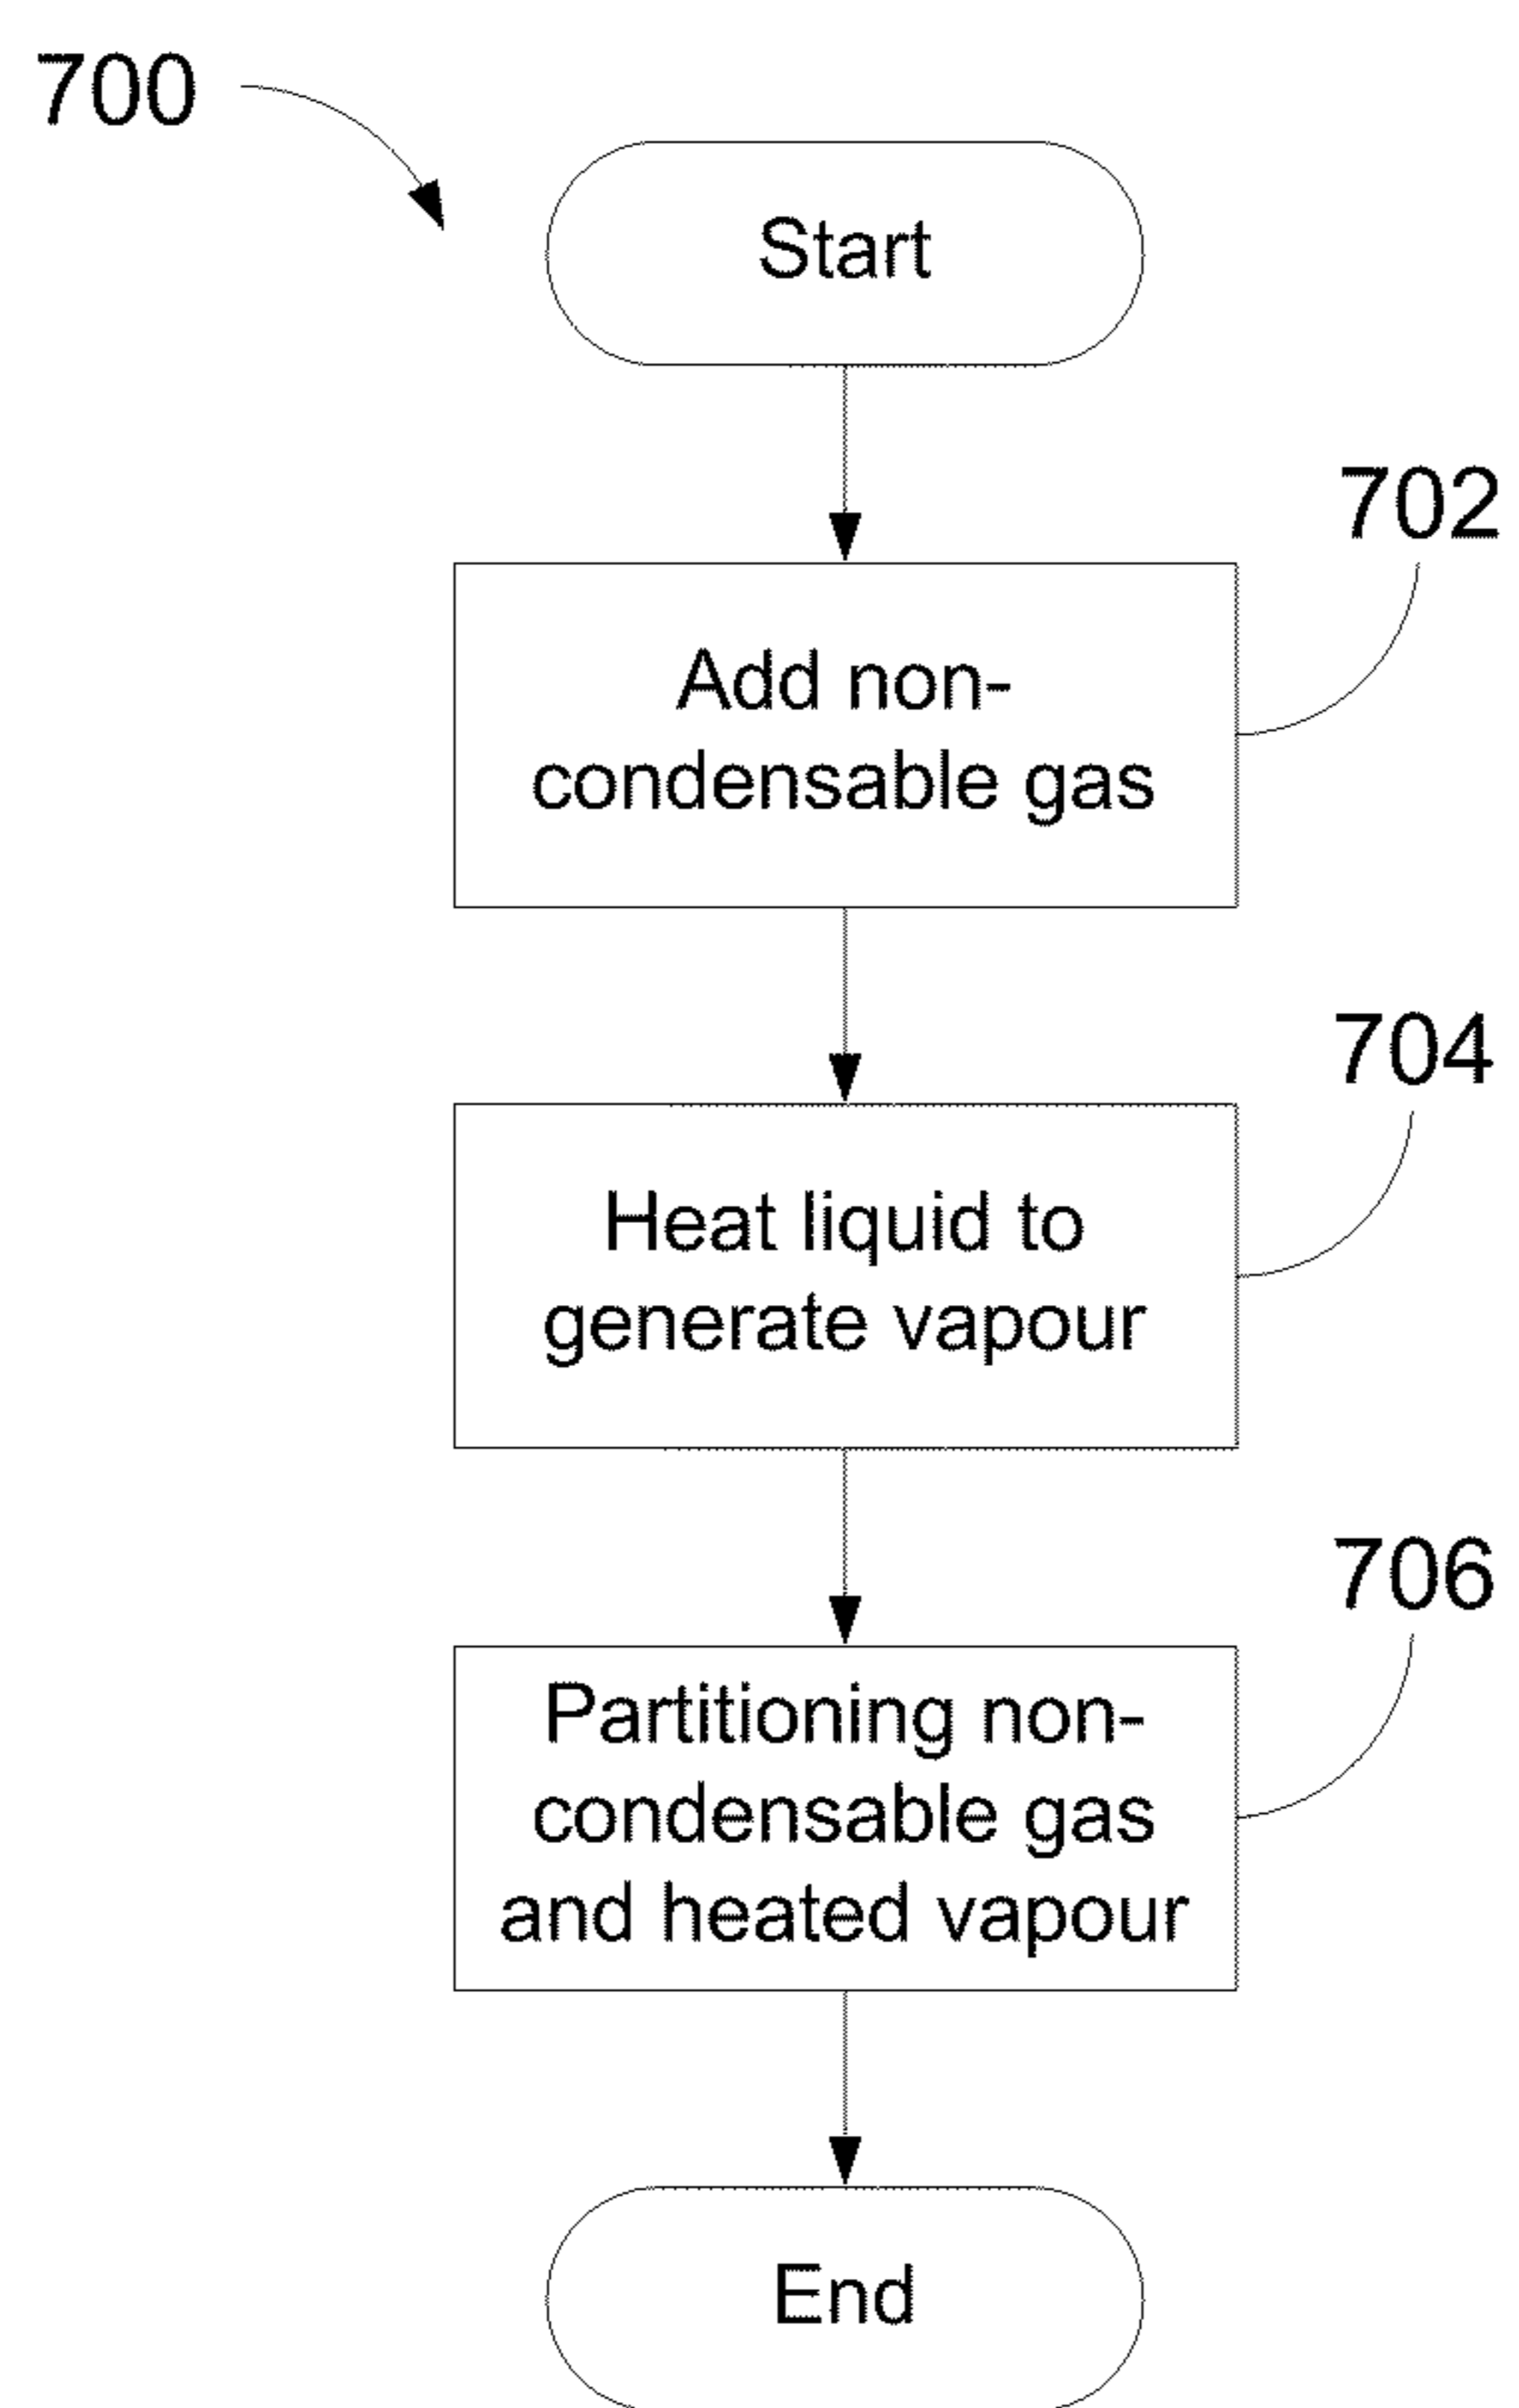 700
Start
702
Add non-
condensable gas
704
Heat liquid to
generate vapour
706
Partitioning non-
condensable gas
and heated vapour
End